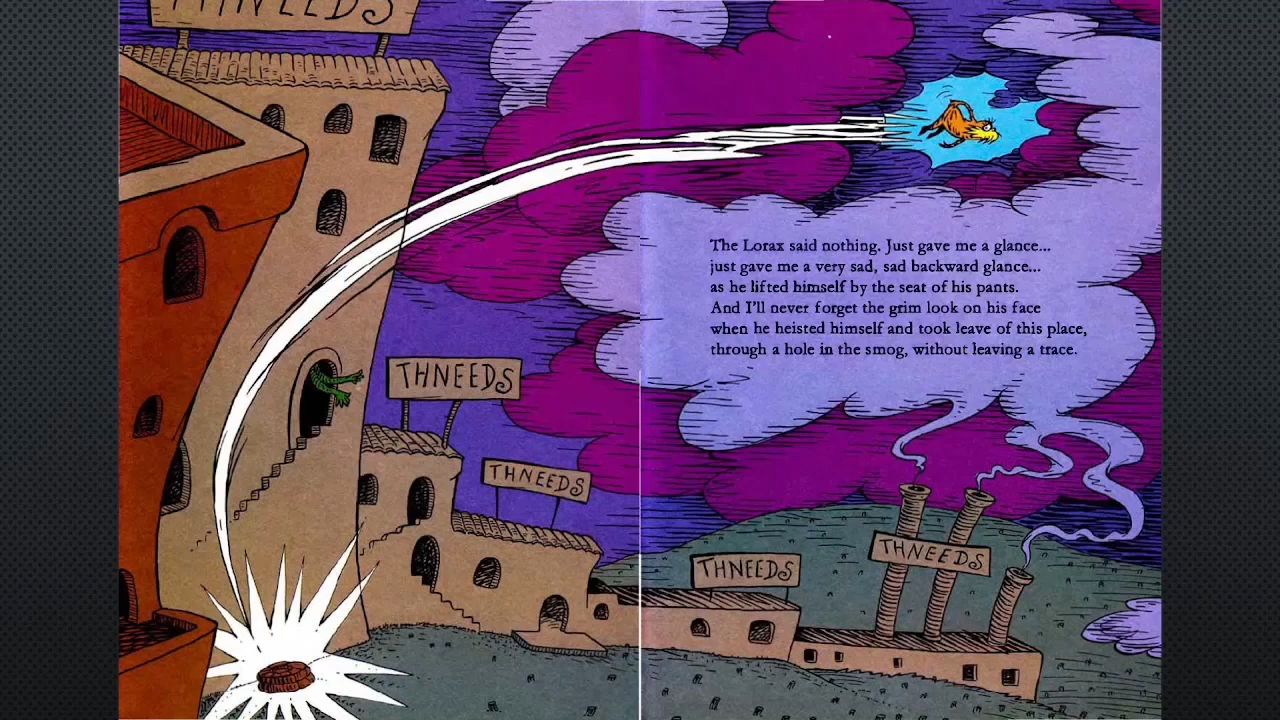 THNEEDS
The Lorax said nothing. Just gave me a glance...
just gave me a very sad, sad backward glance...
as he lifted himself by the seat of his pants.
And I'll never forget the grim look on his face
when he heisted himself and took leave of this place,
through a hole in the smog, without leaving a trace.
THNEEDS
THNEEDS
THNEEDS
THNEEDS